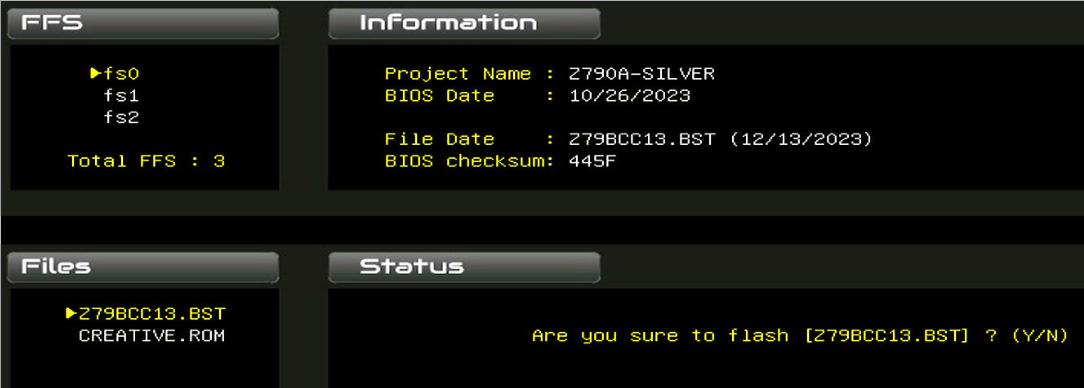 FFS
fs0
fs1
fs2
Total FFS : 3
Information
Project Name : Z790A-SILVER
BIOS Date : 10/26/2023
File Date : Z79BCC13.BST (12/13/2023)
BIOS checksum: 445F
Files
Z79BCC13.BST
CREATIVE.ROM
Status
Are you sure to flash [Z79BCC13.BST] ? (Y/N)